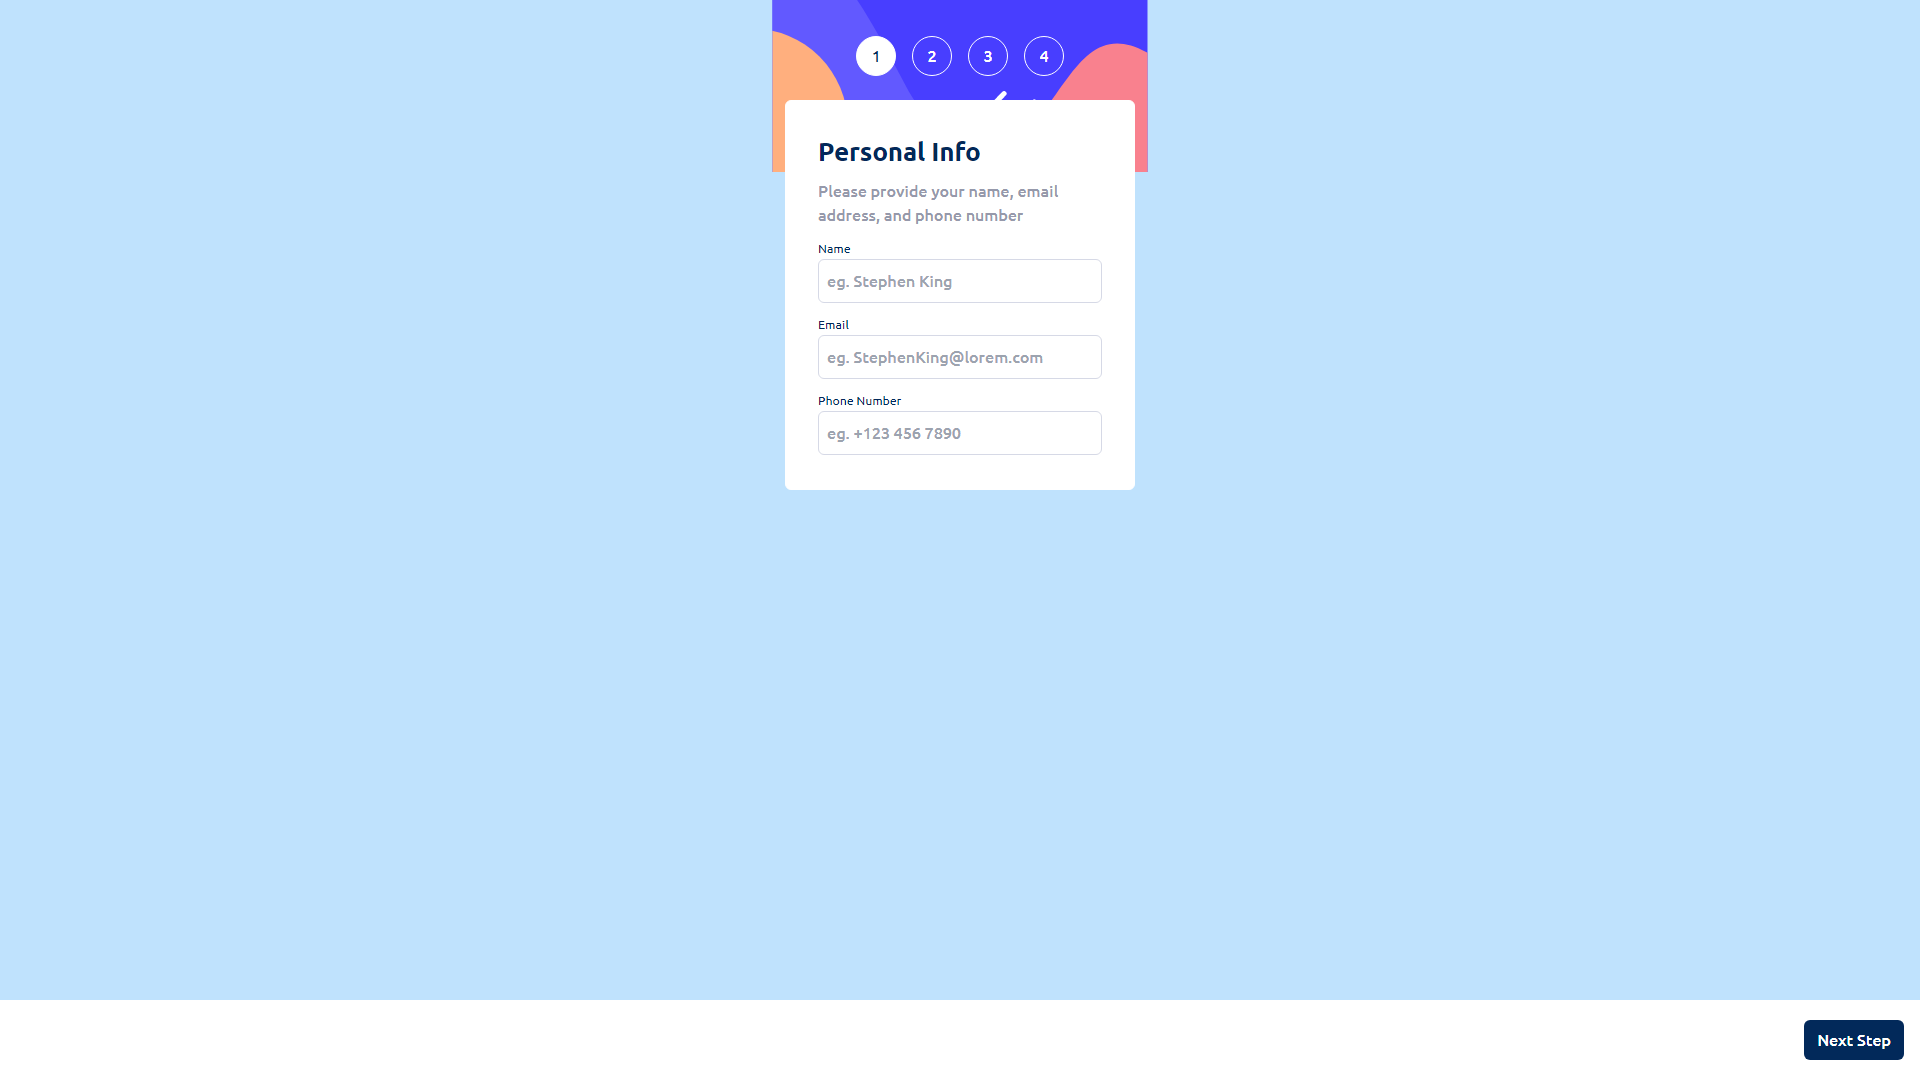 1 2 3 4
Personal Info
Please provide your name, email
address, and phone number
Name
eg. Stephen King
Email
eg. StephenKing@lorem.com
Phone Number
eg. +123 456 7890
Next Step